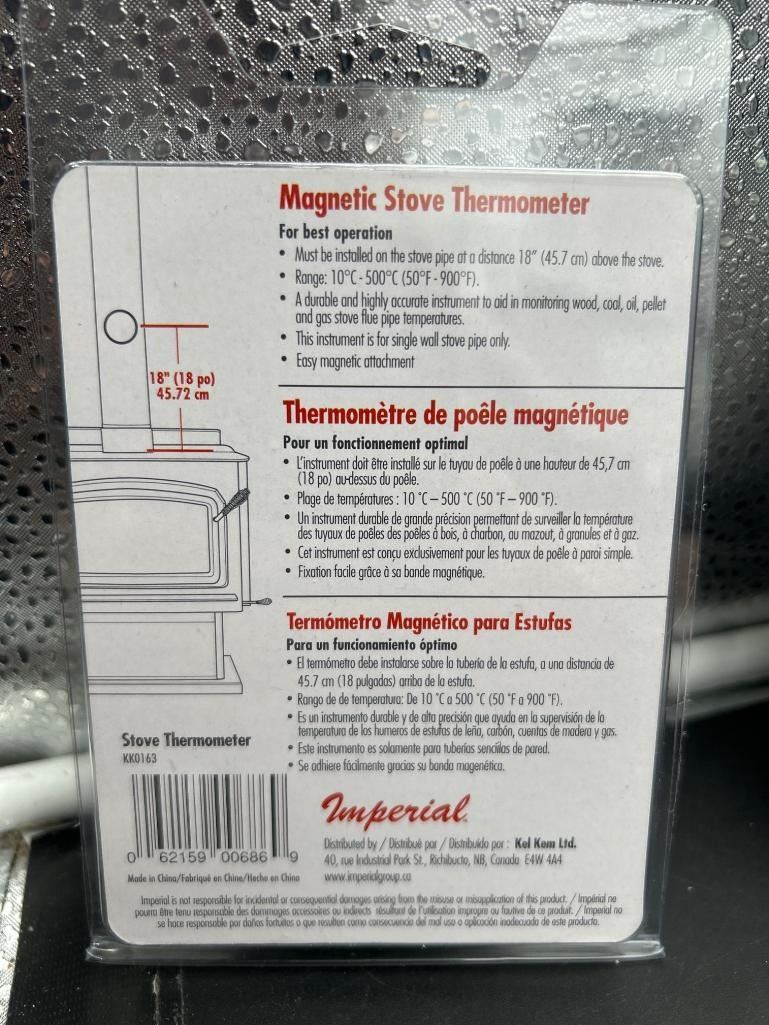 Magnetic Stove Thermometer
For best operation
• Must be installed on the stove pipe at a distance 18" (45.7 cm) above the stove.
• Range: 10°C - 500°C (50°F - 900°F).
• A durable and highly accurate instrument to aid in monitoring wood, coal, oil, pellet
and gas stove flue pipe temperatures.
• This instrument is for single wall stove pipe only.
• Easy magnetic attachment
18" (18 po)
45.72 cm
Thermomètre de poêle magnétique
Pour un fonctionnement optimal
• L'instrument doit être installé sur le tuyau de poêle à une hauteur de 45,7 cm
(18 po) au-dessus du poêle.
• Plage de températures : 10 °C – 500 °C (50 °F – 900 °F).
• Un instrument durable de grande précision permettant de surveiller la température
des tuyaux de poêles des poêles à bois, à charbon, au mazout, à granules et à gaz.
• Cet instrument est conçu exclusivement pour les tuyaux de poêle à paroi simple.
• Fixation facile grâce à sa bande magnétique.
Termómetro Magnético para Estufas
Para un funcionamiento óptimo
• El termómetro debe instalarse sobre la tubería de la estufa, a una distancia de
45.7 cm (18 pulgadas) arriba de la estufa.
• Rango de de temperatura: De 10 °C a 500 °C (50 °F a 900 °F).
• Es un instrumento durable y de alta precisión que ayuda en la supervisión de la
temperatura de los humeros de estufas de leña, carbón, cuentas de madera y gas.
• Este instrumento es solamente para tuberías sencillas de pared.
• Se adhiere fácilmente gracias su banda magenética.
Stove Thermometer
KK0163
0 62159 00686 9
Made in China/Fabriqué en Chine/Hecho en China
Imperial
Distributed by / Distribué par / Distribuido por : Kel Kem Ltd.
40, rue Industrial Park St., Richibucto, NB, Canada E4W 4A4
www.imperialgroup.ca
Imperial is not responsible for incidental or consequential damages arising from the misuse or misapplication of this product. / Impérial ne
pourra être tenu responsable des dommages accessoires ou indirects résultant de l'utilisation impropre ou fautive de ce produit. / Imperial no
se hace responsable por daños fortuitos o que resulten como consecuencia del mal uso o aplicación inadecuada de este producto.